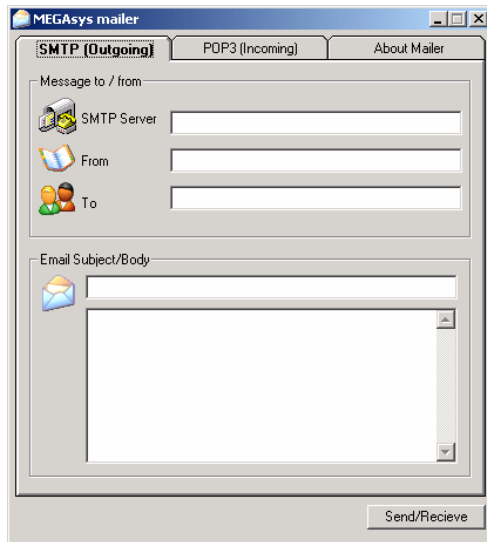 MEGAsys mailer
SMTP (Outgoing) POP3 (Incoming) About Mailer
Message to / from
SMTP Server
From
To
Email Subject/Body
Send/Recieve